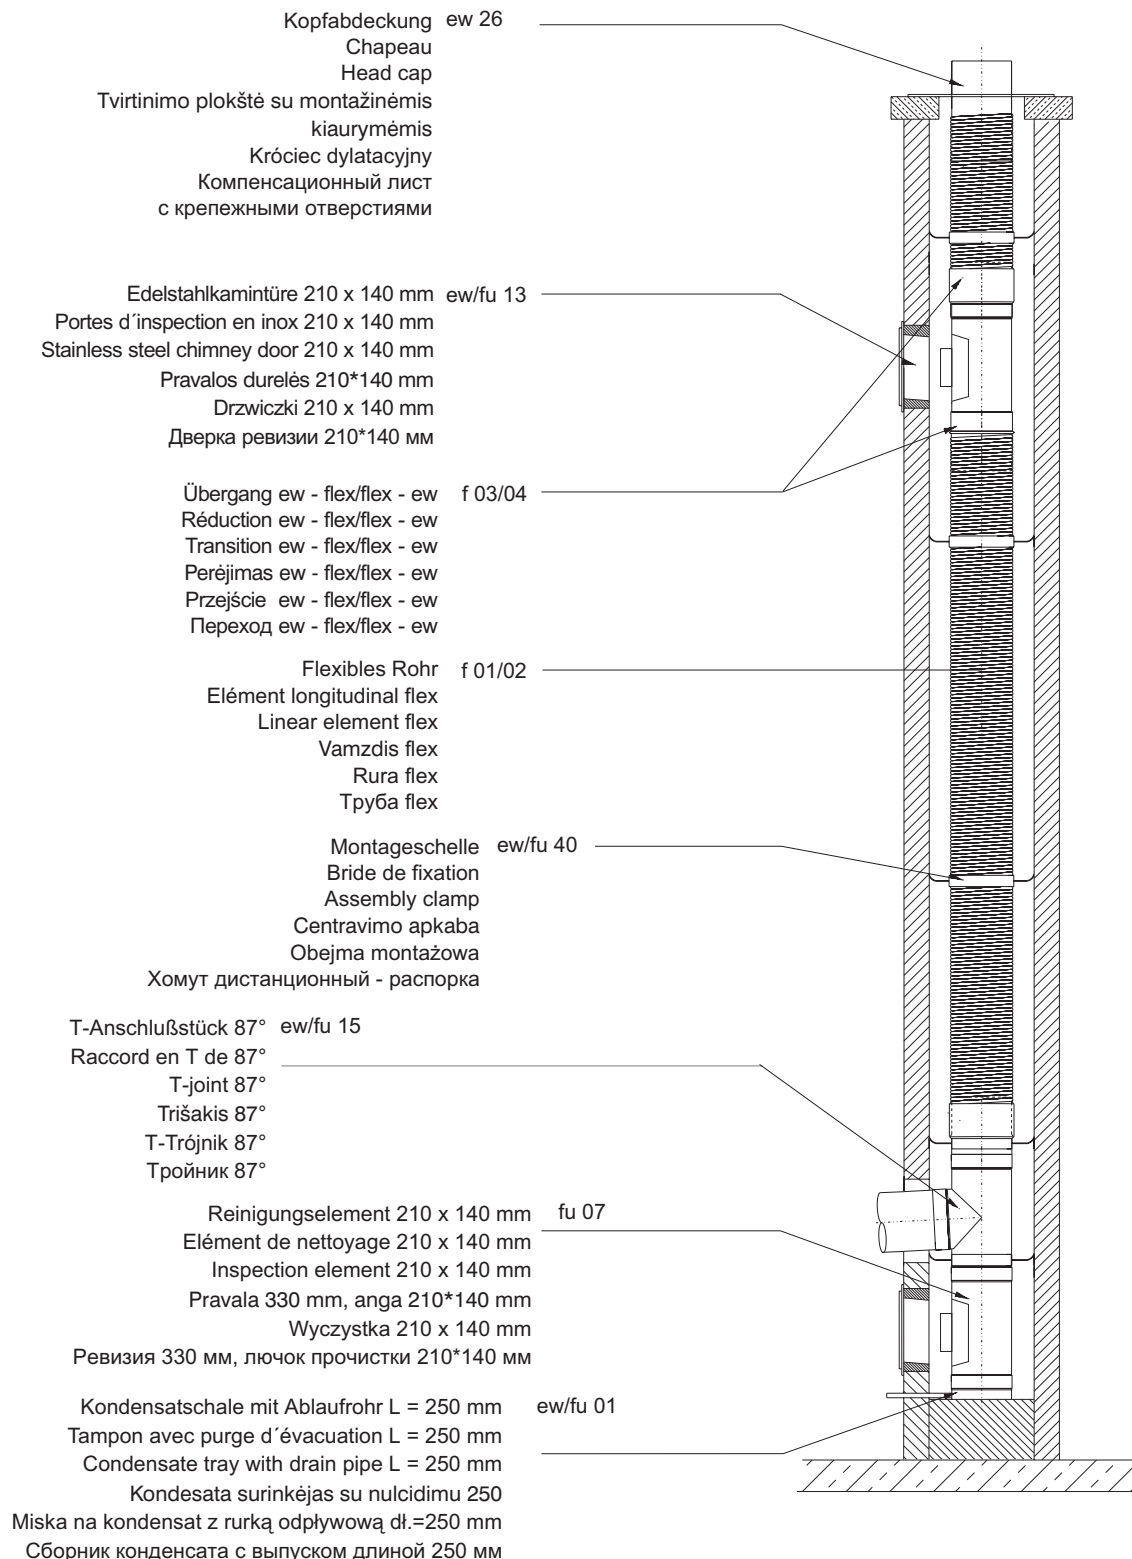 Kopfabdeckung ew 26
Chapeau
Head cap
Tvirtinimo plokštė su montažinėmis
kiaurymėmis
Króciec dylatacyjny
Компенсационный лист
с крепежными отверстиями
Edelstahlkamintüre 210 x 140 mm ew/fu 13
Portes d´inspection en inox 210 x 140 mm
Stainless steel chimney door 210 x 140 mm
Pravalos durelės 210*140 mm
Drzwiczki 210 x 140 mm
Дверка ревизии 210*140 мм
Übergang ew - flex/flex - ew f 03/04
Réduction ew - flex/flex - ew
Transition ew - flex/flex - ew
Perėjimas ew - flex/flex - ew
Przejście ew - flex/flex - ew
Переход ew - flex/flex - ew
Flexibles Rohr f 01/02
Elément longitudinal flex
Linear element flex
Vamzdis flex
Rura flex
Труба flex
Montageschelle ew/fu 40
Bride de fixation
Assembly clamp
Centravimo apkaba
Obejma montażowa
Хомут дистанционный - распорка
T-Anschlußstück 87° ew/fu 15
Raccord en T de 87°
T-joint 87°
Trišakis 87°
T-Trójnik 87°
Тройник 87°
Reinigungselement 210 x 140 mm fu 07
Elément de nettoyage 210 x 140 mm
Inspection element 210 x 140 mm
Pravala 330 mm, anga 210*140 mm
Wyczystka 210 x 140 mm
Ревизия 330 мм, лючок прочистки 210*140 мм
Kondensatschale mit Ablaufrohr L = 250 mm ew/fu 01
Tampon avec purge d´évacuation L = 250 mm
Condensate tray with drain pipe L = 250 mm
Kondesata surinkėjas su nulcidimu 250
Miska na kondensat z rurką odpływową dł.=250 mm
Сборник конденсата с выпуском длиной 250 мм